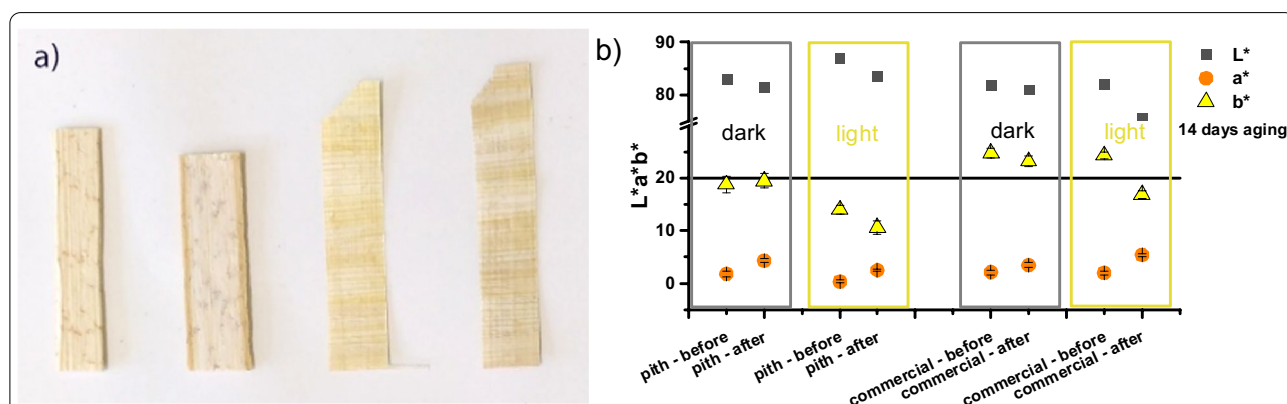 a)
b)
90
80
20
10
0
L*a*b*
dark
light
dark
light
L*
a*
b*
14 days aging
pith - before
pith - after
pith - before
pith - after
commercial - before
commercial - after
commercial - before
commercial - after